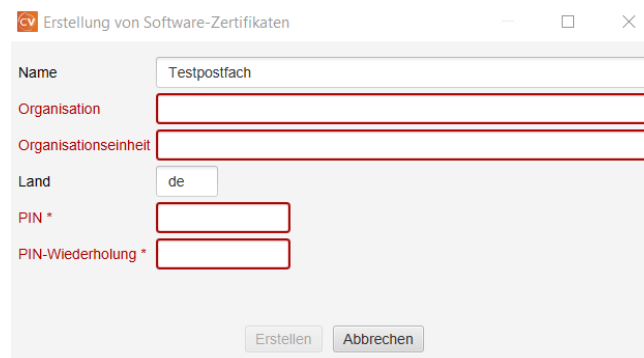 CV Erstellung von Software-Zertifikaten
Name Testpostfach
Organisation
Organisationseinheit
Land de
PIN *
PIN-Wiederholung *
Erstellen Abbrechen